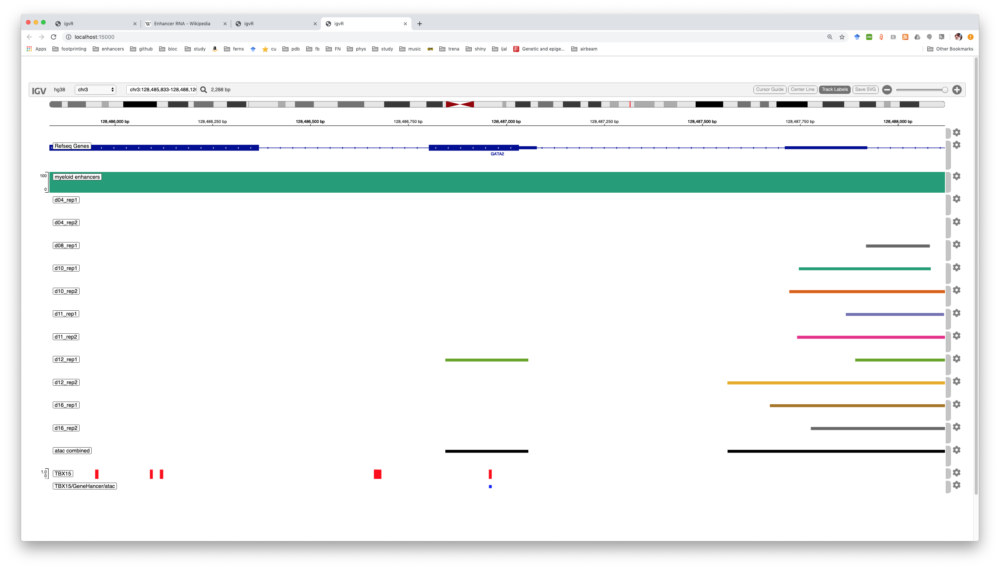 igvR
Enhancer RNA - Wikipedia
igvR
igvR
localhost:15000
Apps footprinting enhancers github bioc study ferns cu pdb fb FN phys study music trena shiny ijal Genetic and epige... airbeam Other Bookmarks
IGV hg38 chr3 chr3:128,485,833-128,488,12 2,288 bp Cursor Guide Center Line Track Labels Save SVG
128,486,000 bp 128,486,250 bp 128,486,500 bp 128,486,750 bp 128,487,000 bp 128,487,250 bp 128,487,500 bp 128,487,750 bp 128,488,000 bp
Refseq Genes
GATA2
100
myeloid enhancers
0
d04_rep1
d04_rep2
d08_rep1
d10_rep1
d10_rep2
d11_rep1
d11_rep2
d12_rep1
d12_rep2
d16_rep1
d16_rep2
atac combined
1.0
TBX15
0
TBX15/GeneHancer/atac